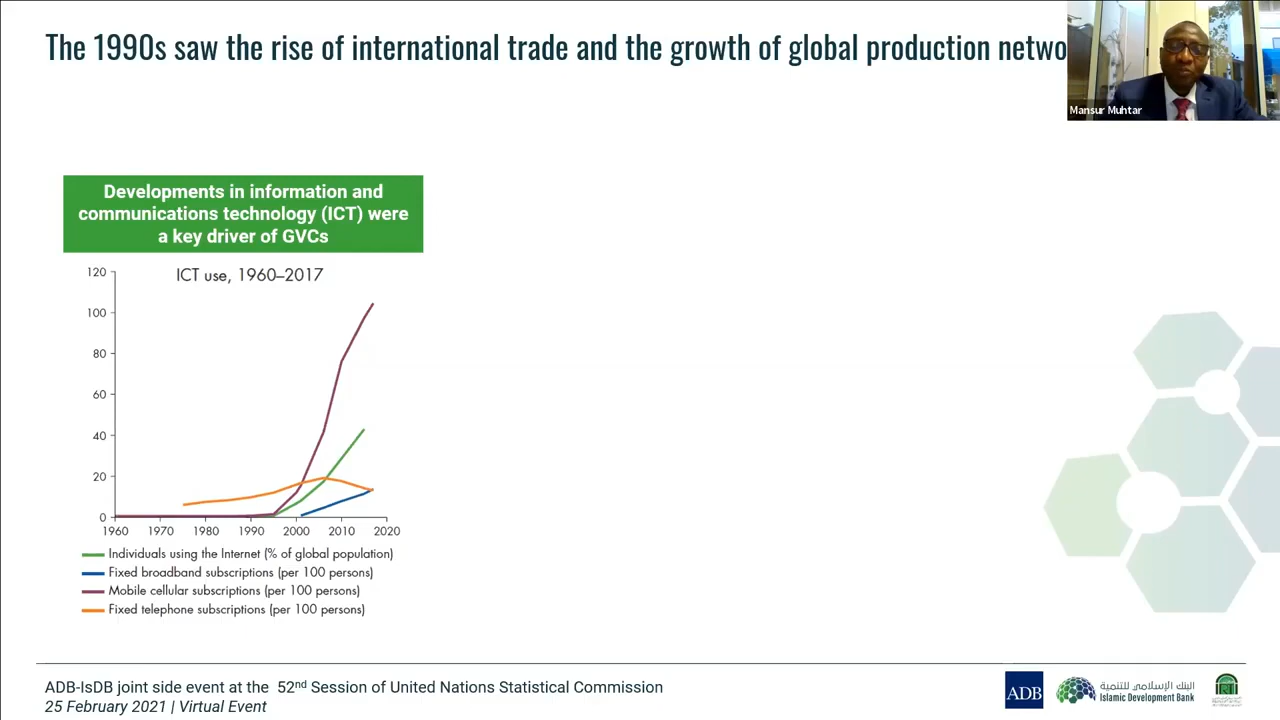 The 1990s saw the rise of international trade and the growth of global production netwo
Mansur Muhtar
Developments in information and
communications technology (ICT) were
a key driver of GVCs
ICT use, 1960–2017
120
100
80
60
40
20
0
1960 1970 1980 1990 2000 2010 2020
Individuals using the Internet (% of global population)
Fixed broadband subscriptions (per 100 persons)
Mobile cellular subscriptions (per 100 persons)
Fixed telephone subscriptions (per 100 persons)
ADB-IsDB joint side event at the 52nd Session of United Nations Statistical Commission
25 February 2021 | Virtual Event
ADB
البنك الإسلامي للتنمية
Islamic Development Bank